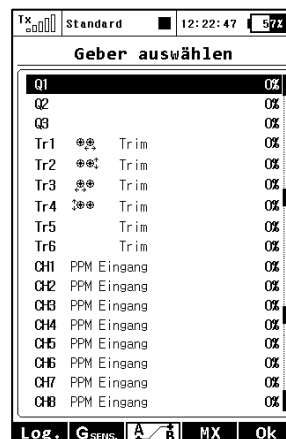 Tx Standard 12:22:47 57%
Geber auswählen
Q1 0%
Q2 0%
Q3 0%
Tr1 Trim 0%
Tr2 Trim 0%
Tr3 Trim 0%
Tr4 Trim 0%
Tr5 Trim 0%
Tr6 Trim 0%
CH1 PPM Eingang 0%
CH2 PPM Eingang 0%
CH3 PPM Eingang 0%
CH4 PPM Eingang 0%
CH5 PPM Eingang 0%
CH6 PPM Eingang 0%
CH7 PPM Eingang 0%
CH8 PPM Eingang 0%
Log. GSENS. A B MX Ok